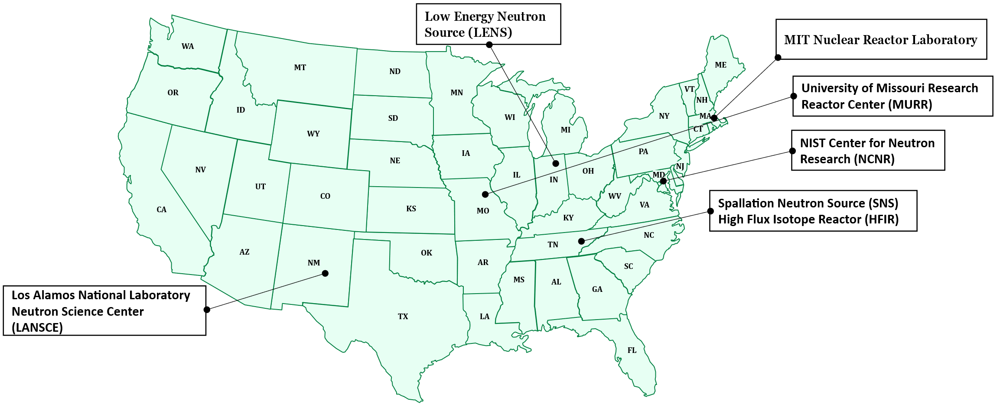 Low Energy Neutron
Source (LENS)
MIT Nuclear Reactor Laboratory
University of Missouri Research
Reactor Center (MURR)
NIST Center for Neutron
Research (NCNR)
Spallation Neutron Source (SNS)
High Flux Isotope Reactor (HFIR)
Los Alamos National Laboratory
Neutron Science Center
(LANSCE)
WA
OR
ID
MT
ND
MN
SD
WY
WI
MI
NY
VT
NH
ME
MA
CT
NV
UT
CA
CO
NE
IA
IL
IN
OH
PA
NJ
MD
WV
VA
KY
KS
MO
AZ
NM
OK
AR
TN
NC
SC
MS
AL
GA
TX
LA
FL